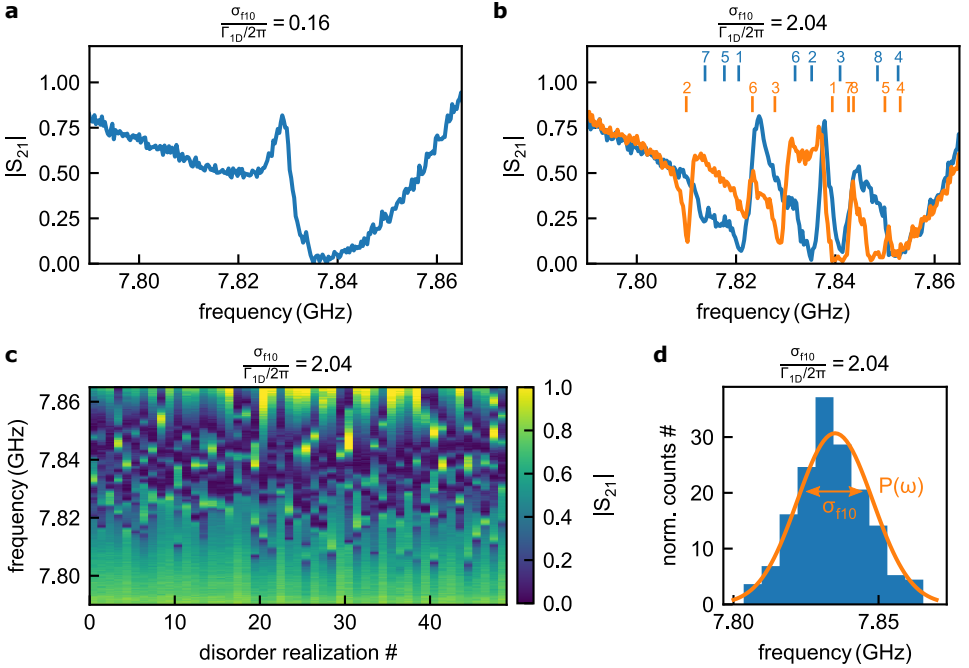 a
σf10
Γ1D/2π = 0.16
|S21|
1.00
0.75
0.50
0.25
0.00
7.80 7.82 7.84 7.86
frequency (GHz)
b
σf10
Γ1D/2π = 2.04
7 5 1 6 2 3 8 4
2 6 3 1 7 8 5 4
|S21|
1.00
0.75
0.50
0.25
0.00
7.80 7.82 7.84 7.86
frequency (GHz)
c
σf10
Γ1D/2π = 2.04
frequency (GHz)
7.86
7.84
7.82
7.80
0 10 20 30 40
disorder realization #
1.0
0.8
0.6
0.4
0.2
0.0
|S21|
d
σf10
Γ1D/2π = 2.04
norm. counts #
30
20
10
0
P(ω)
σf10
7.80 7.85
frequency (GHz)